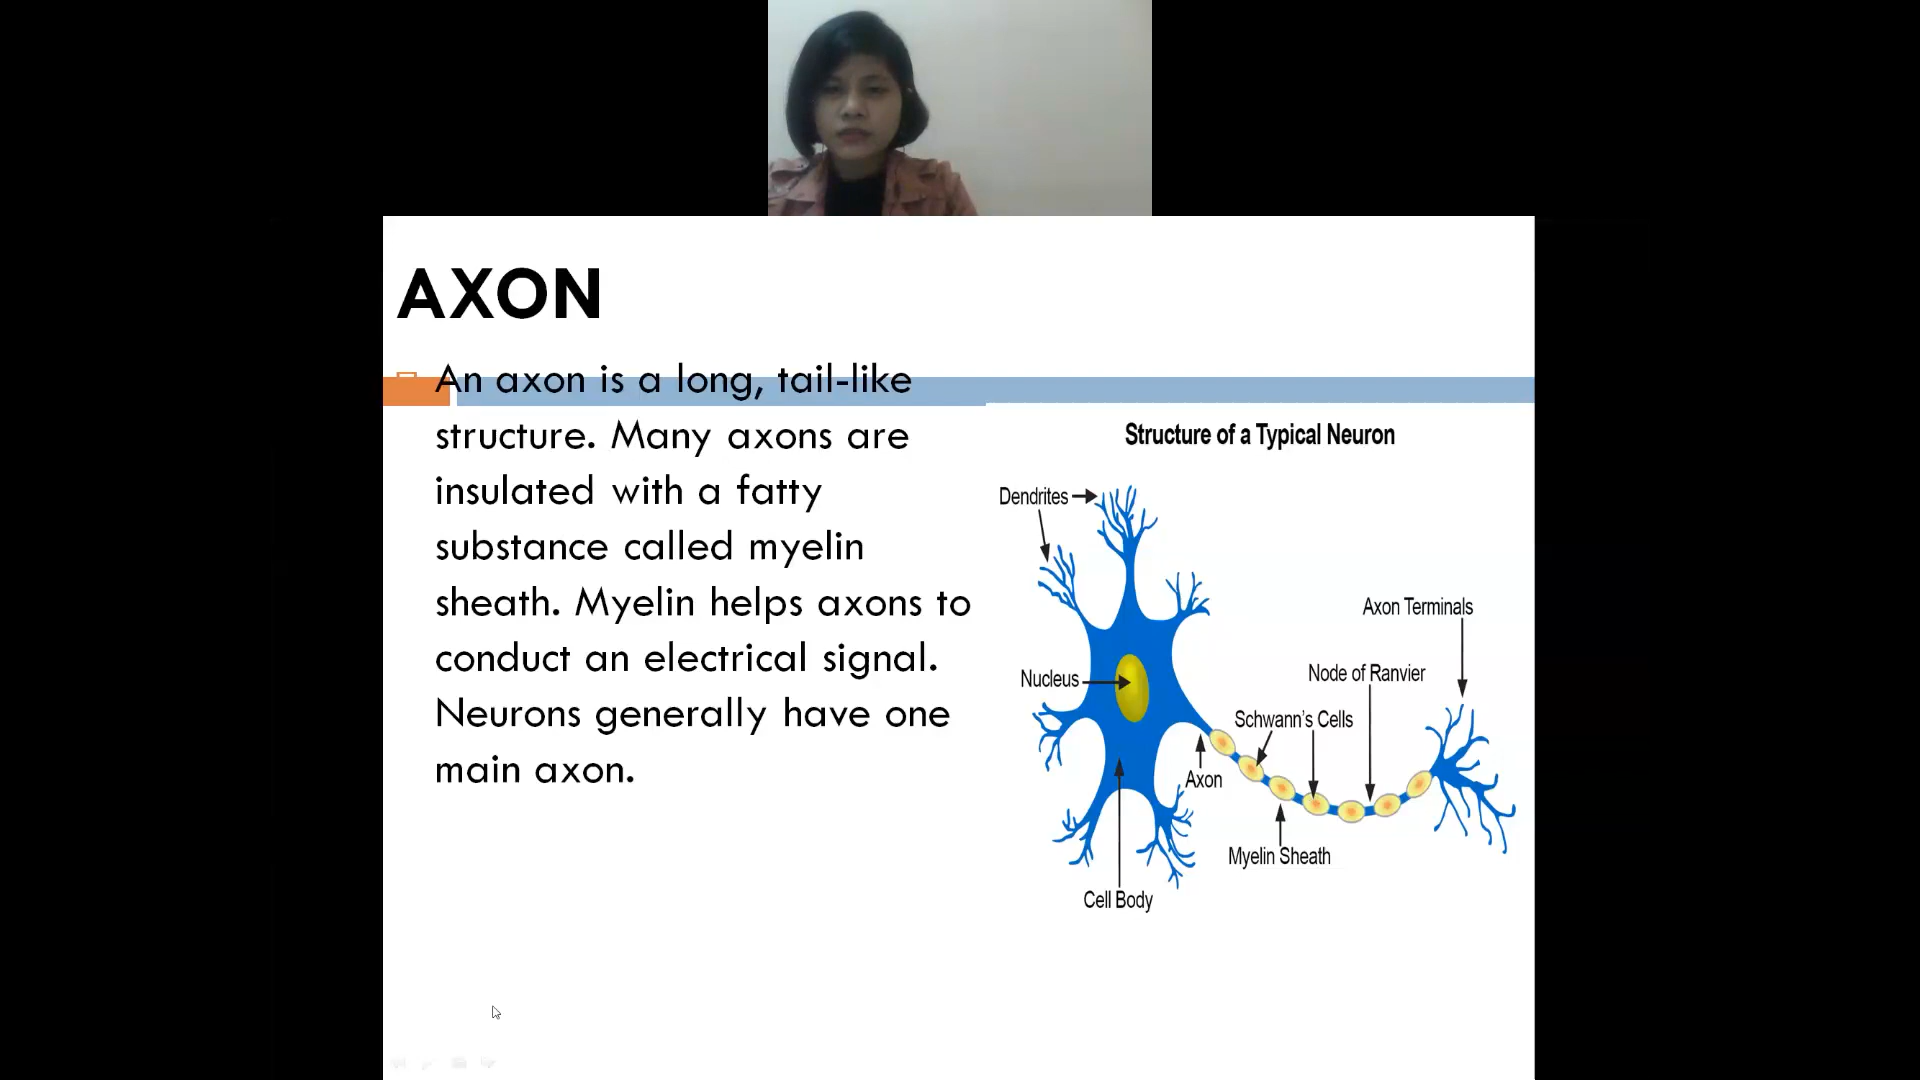 AXON
An axon is a long, tail-like
structure. Many axons are
insulated with a fatty
substance called myelin
sheath. Myelin helps axons to
conduct an electrical signal.
Neurons generally have one
main axon.
Structure of a Typical Neuron
Dendrites
Axon Terminals
Node of Ranvier
Nucleus
Schwann's Cells
Axon
Myelin Sheath
Cell Body